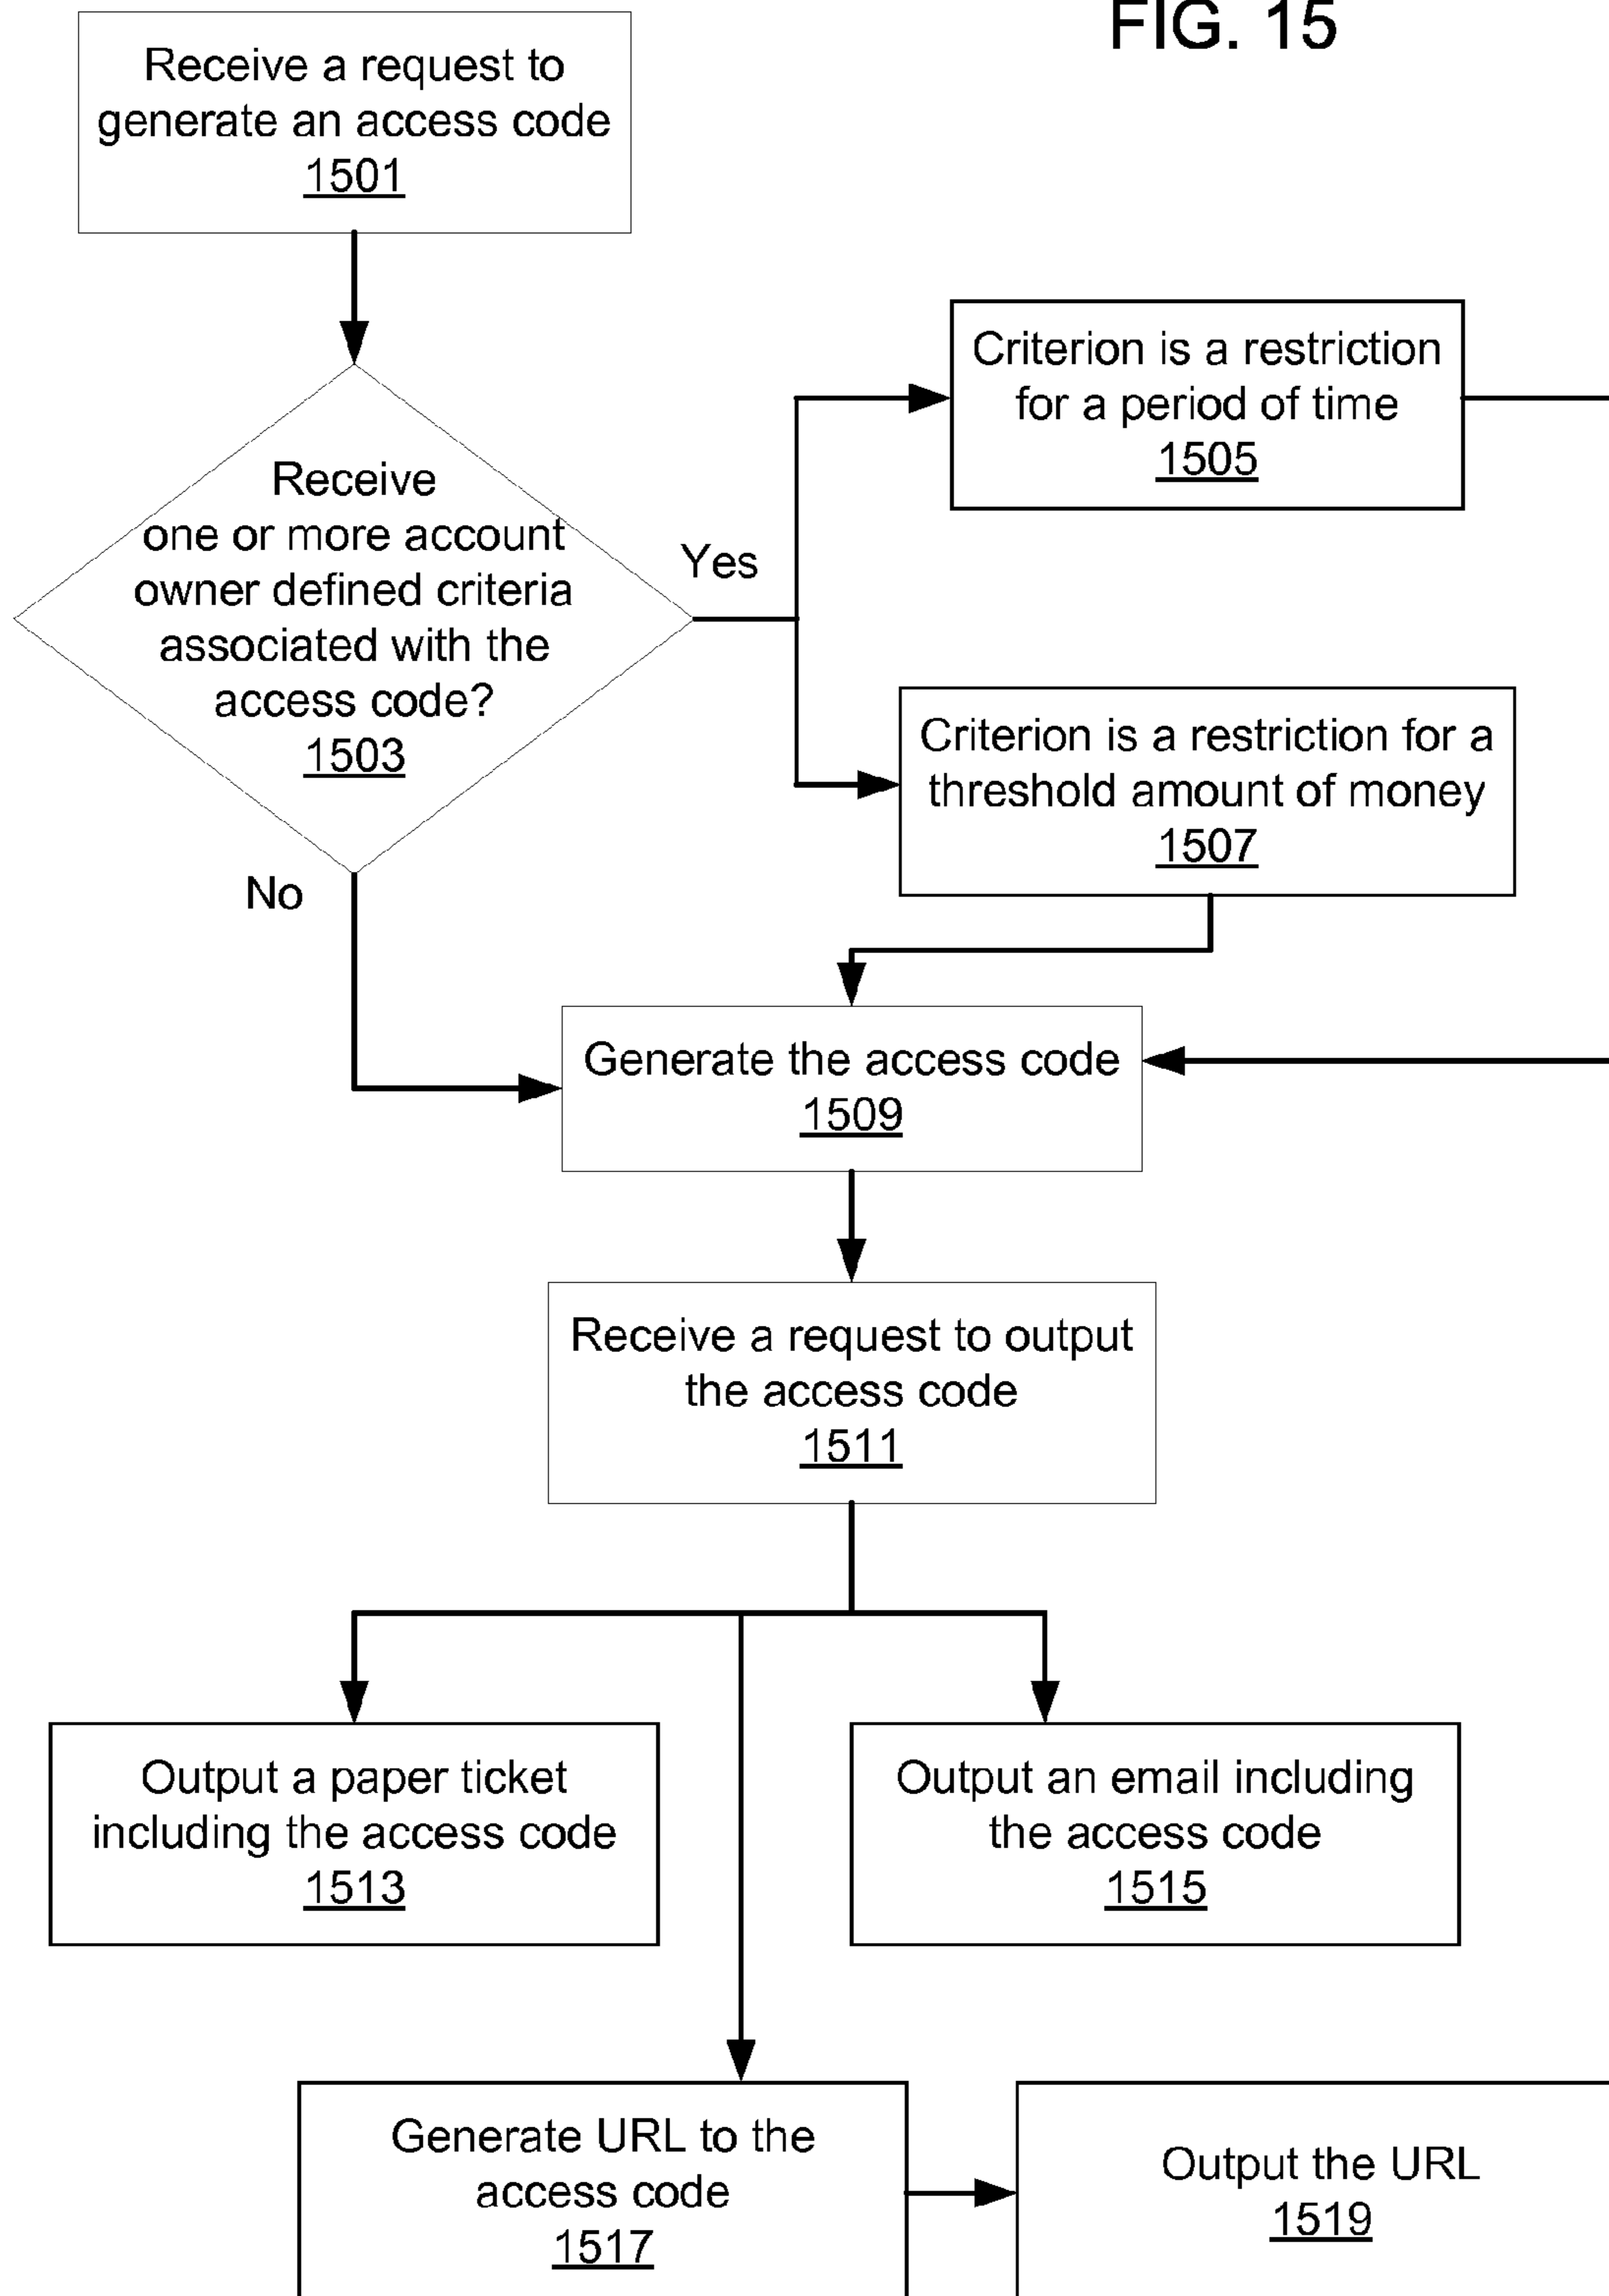 FIG. 15
Receive a request to
generate an access code
1501
Receive
one or more account
owner defined criteria
associated with the
access code?
1503
Yes
No
Criterion is a restriction
for a period of time
1505
Criterion is a restriction for a
threshold amount of money
1507
Generate the access code
1509
Receive a request to output
the access code
1511
Output a paper ticket
including the access code
1513
Output an email including
the access code
1515
Generate URL to the
access code
1517
Output the URL
1519